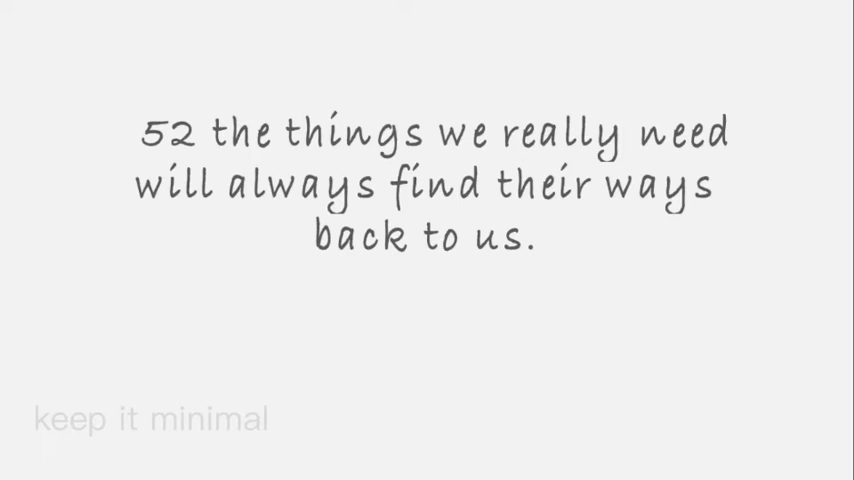 52 the things we really need
will always find their ways
back to us.
keep it minimal